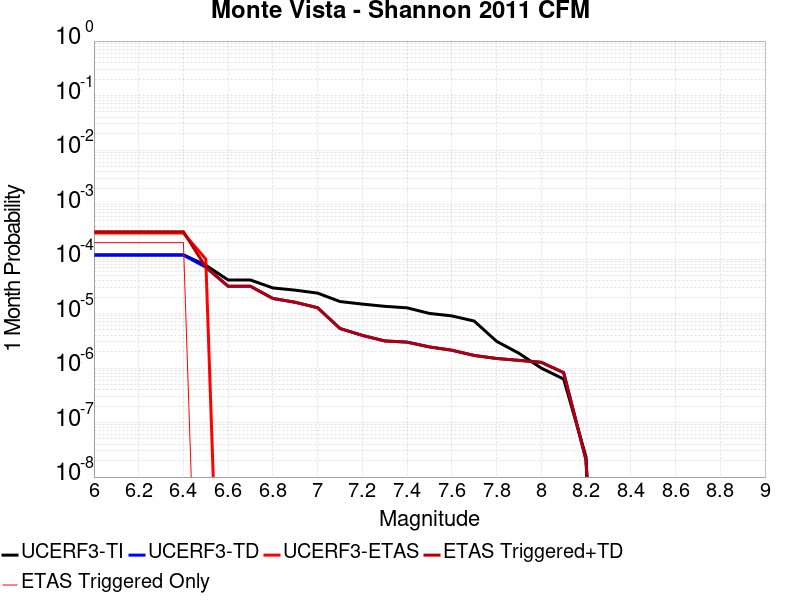 Monte Vista - Shannon 2011 CFM
10^0
10^-1
10^-2
10^-3
10^-4
10^-5
10^-6
10^-7
10^-8
1 Month Probability
6 6.2 6.4 6.6 6.8 7 7.2 7.4 7.6 7.8 8 8.2 8.4 8.6 8.8 9
Magnitude
UCERF3-TI UCERF3-TD UCERF3-ETAS ETAS Triggered+TD
ETAS Triggered Only